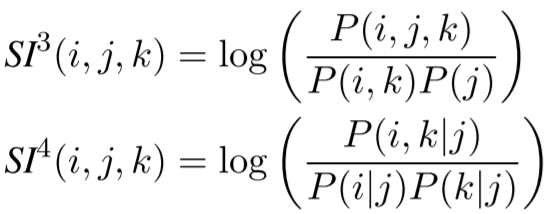 SI³(i, j, k) = log ( P(i, j, k) / P(i, k)P(j) )
SI⁴(i, j, k) = log ( P(i, k|j) / P(i|j)P(k|j) )